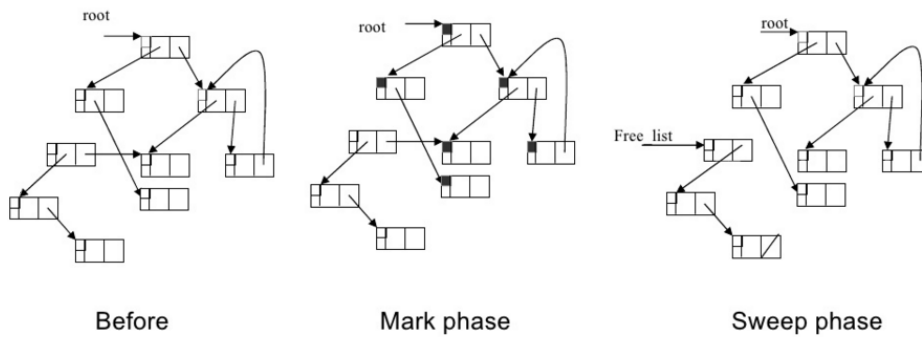 root
root
root
Free_list
Before
Mark phase
Sweep phase